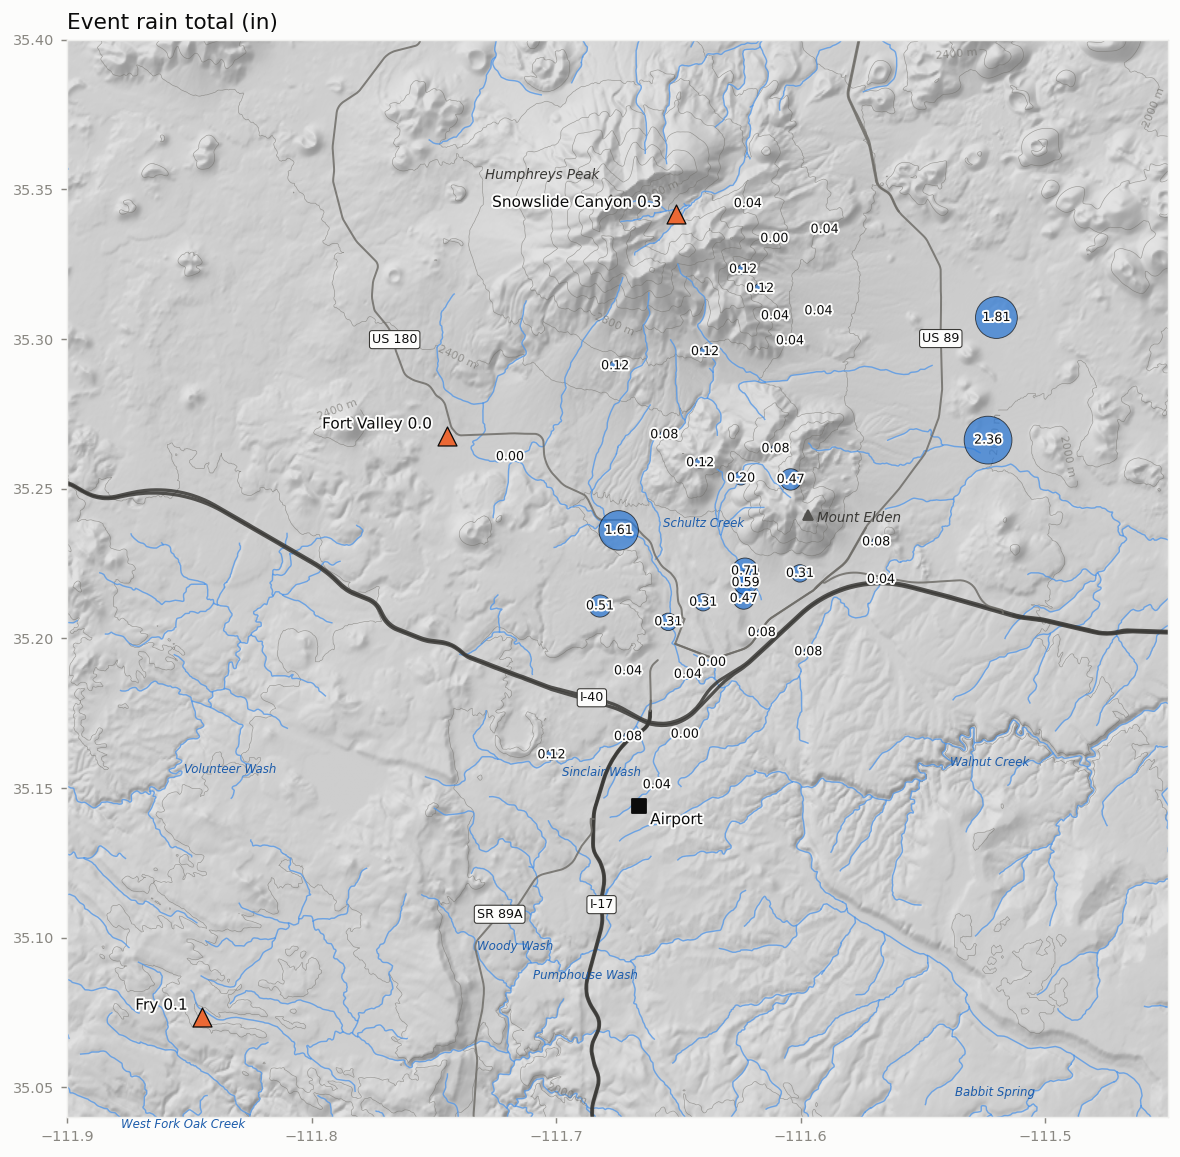 Event rain total (in)
35.40
2400 m
2000 m
35.35
Humphreys Peak
Snowslide Canyon 0.3
0.04
0.04
0.00
0.12
0.12
0.04
0.04
1.81
2800 m
35.30
US 180
US 89
0.04
0.12
0.12
2400 m
2400 m
Fort Valley 0.0
0.08
2.36
0.08
2000 m
0.00
0.12
0.20
0.47
35.25
Schultz Creek
Mount Elden
1.61
0.08
0.71
0.31
0.59
0.04
0.47
0.51
0.31
0.31
35.20
0.08
0.08
0.00
0.04
0.04
I-40
0.08
0.00
0.12
Volunteer Wash
Sinclair Wash
Walnut Creek
0.04
35.15
Airport
I-17
SR 89A
35.10
Woody Wash
Pumphouse Wash
Fry 0.1
35.05
2000 m
Babbit Spring
West Fork Oak Creek
−111.9
−111.8
−111.7
−111.6
−111.5